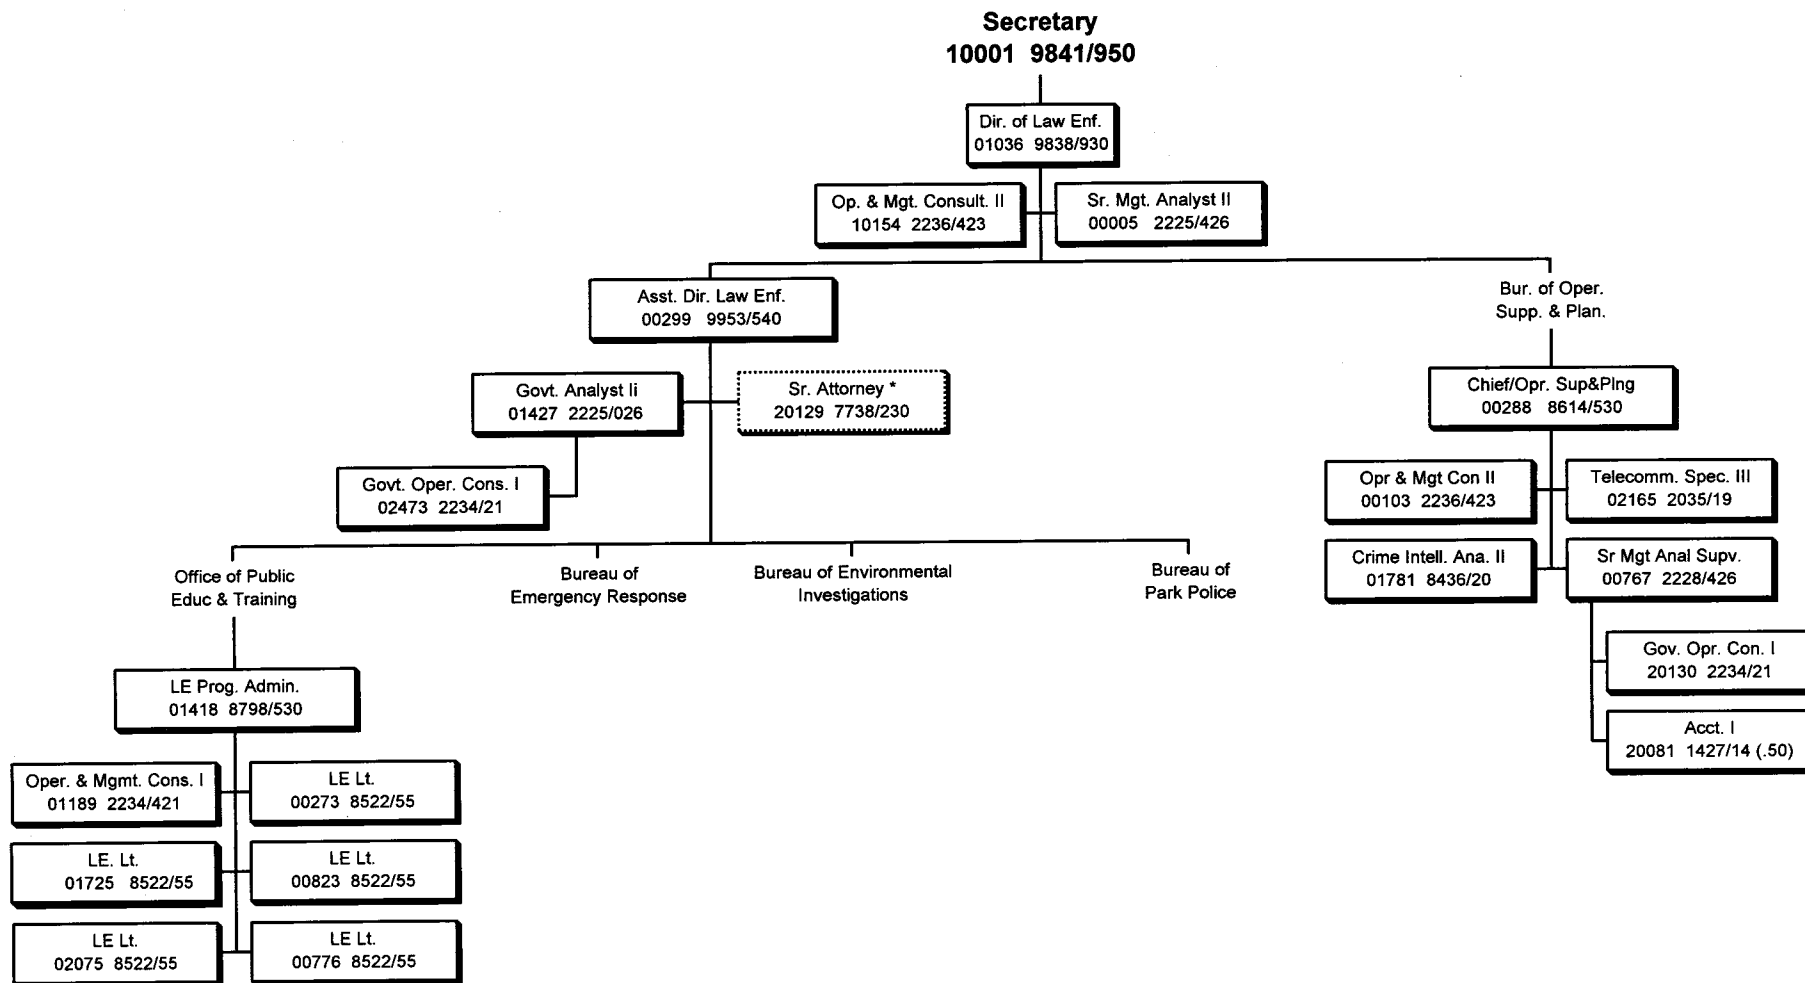 Secretary
10001 9841/950
Dir. of Law Enf.
01036 9838/930
Op. & Mgt. Consult. II
10154 2236/423
Sr. Mgt. Analyst II
00005 2225/426
Asst. Dir. Law Enf.
00299 9953/540
Bur. of Oper.
Supp. & Plan.
Govt. Analyst Ii
01427 2225/026
Sr. Attorney *
20129 7738/230
Chief/Opr. Sup&Plng
00288 8614/530
Govt. Oper. Cons. I
02473 2234/21
Opr & Mgt Con II
00103 2236/423
Telecomm. Spec. III
02165 2035/19
Crime Intell. Ana. II
01781 8436/20
Sr Mgt Anal Supv.
00767 2228/426
Office of Public
Educ & Training
Bureau of
Emergency Response
Bureau of Environmental
Investigations
Bureau of
Park Police
Gov. Opr. Con. I
20130 2234/21
Acct. I
20081 1427/14 (.50)
LE Prog. Admin.
01418 8798/530
Oper. & Mgmt. Cons. I
01189 2234/421
LE Lt.
00273 8522/55
LE. Lt.
01725 8522/55
LE Lt.
00823 8522/55
LE Lt.
02075 8522/55
LE Lt.
00776 8522/55